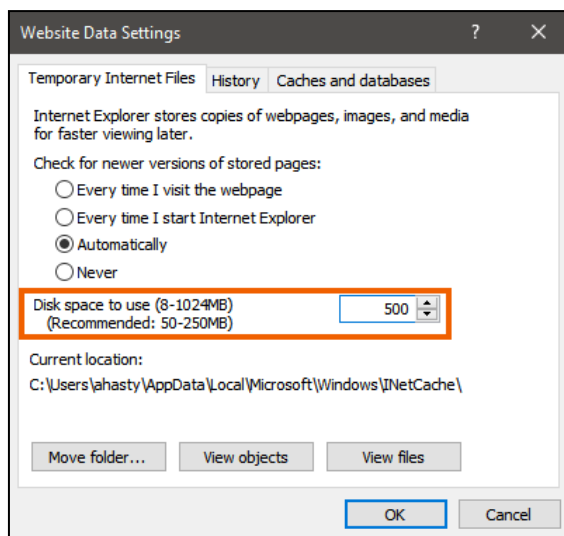 Website Data Settings ? ×
Temporary Internet Files History Caches and databases
Internet Explorer stores copies of webpages, images, and media
for faster viewing later.
Check for newer versions of stored pages:
Every time I visit the webpage
Every time I start Internet Explorer
Automatically
Never
Disk space to use (8-1024MB) 500
(Recommended: 50-250MB)
Current location:
C:\Users\ahasty\AppData\Local\Microsoft\Windows\INetCache\
Move folder... View objects View files
OK Cancel